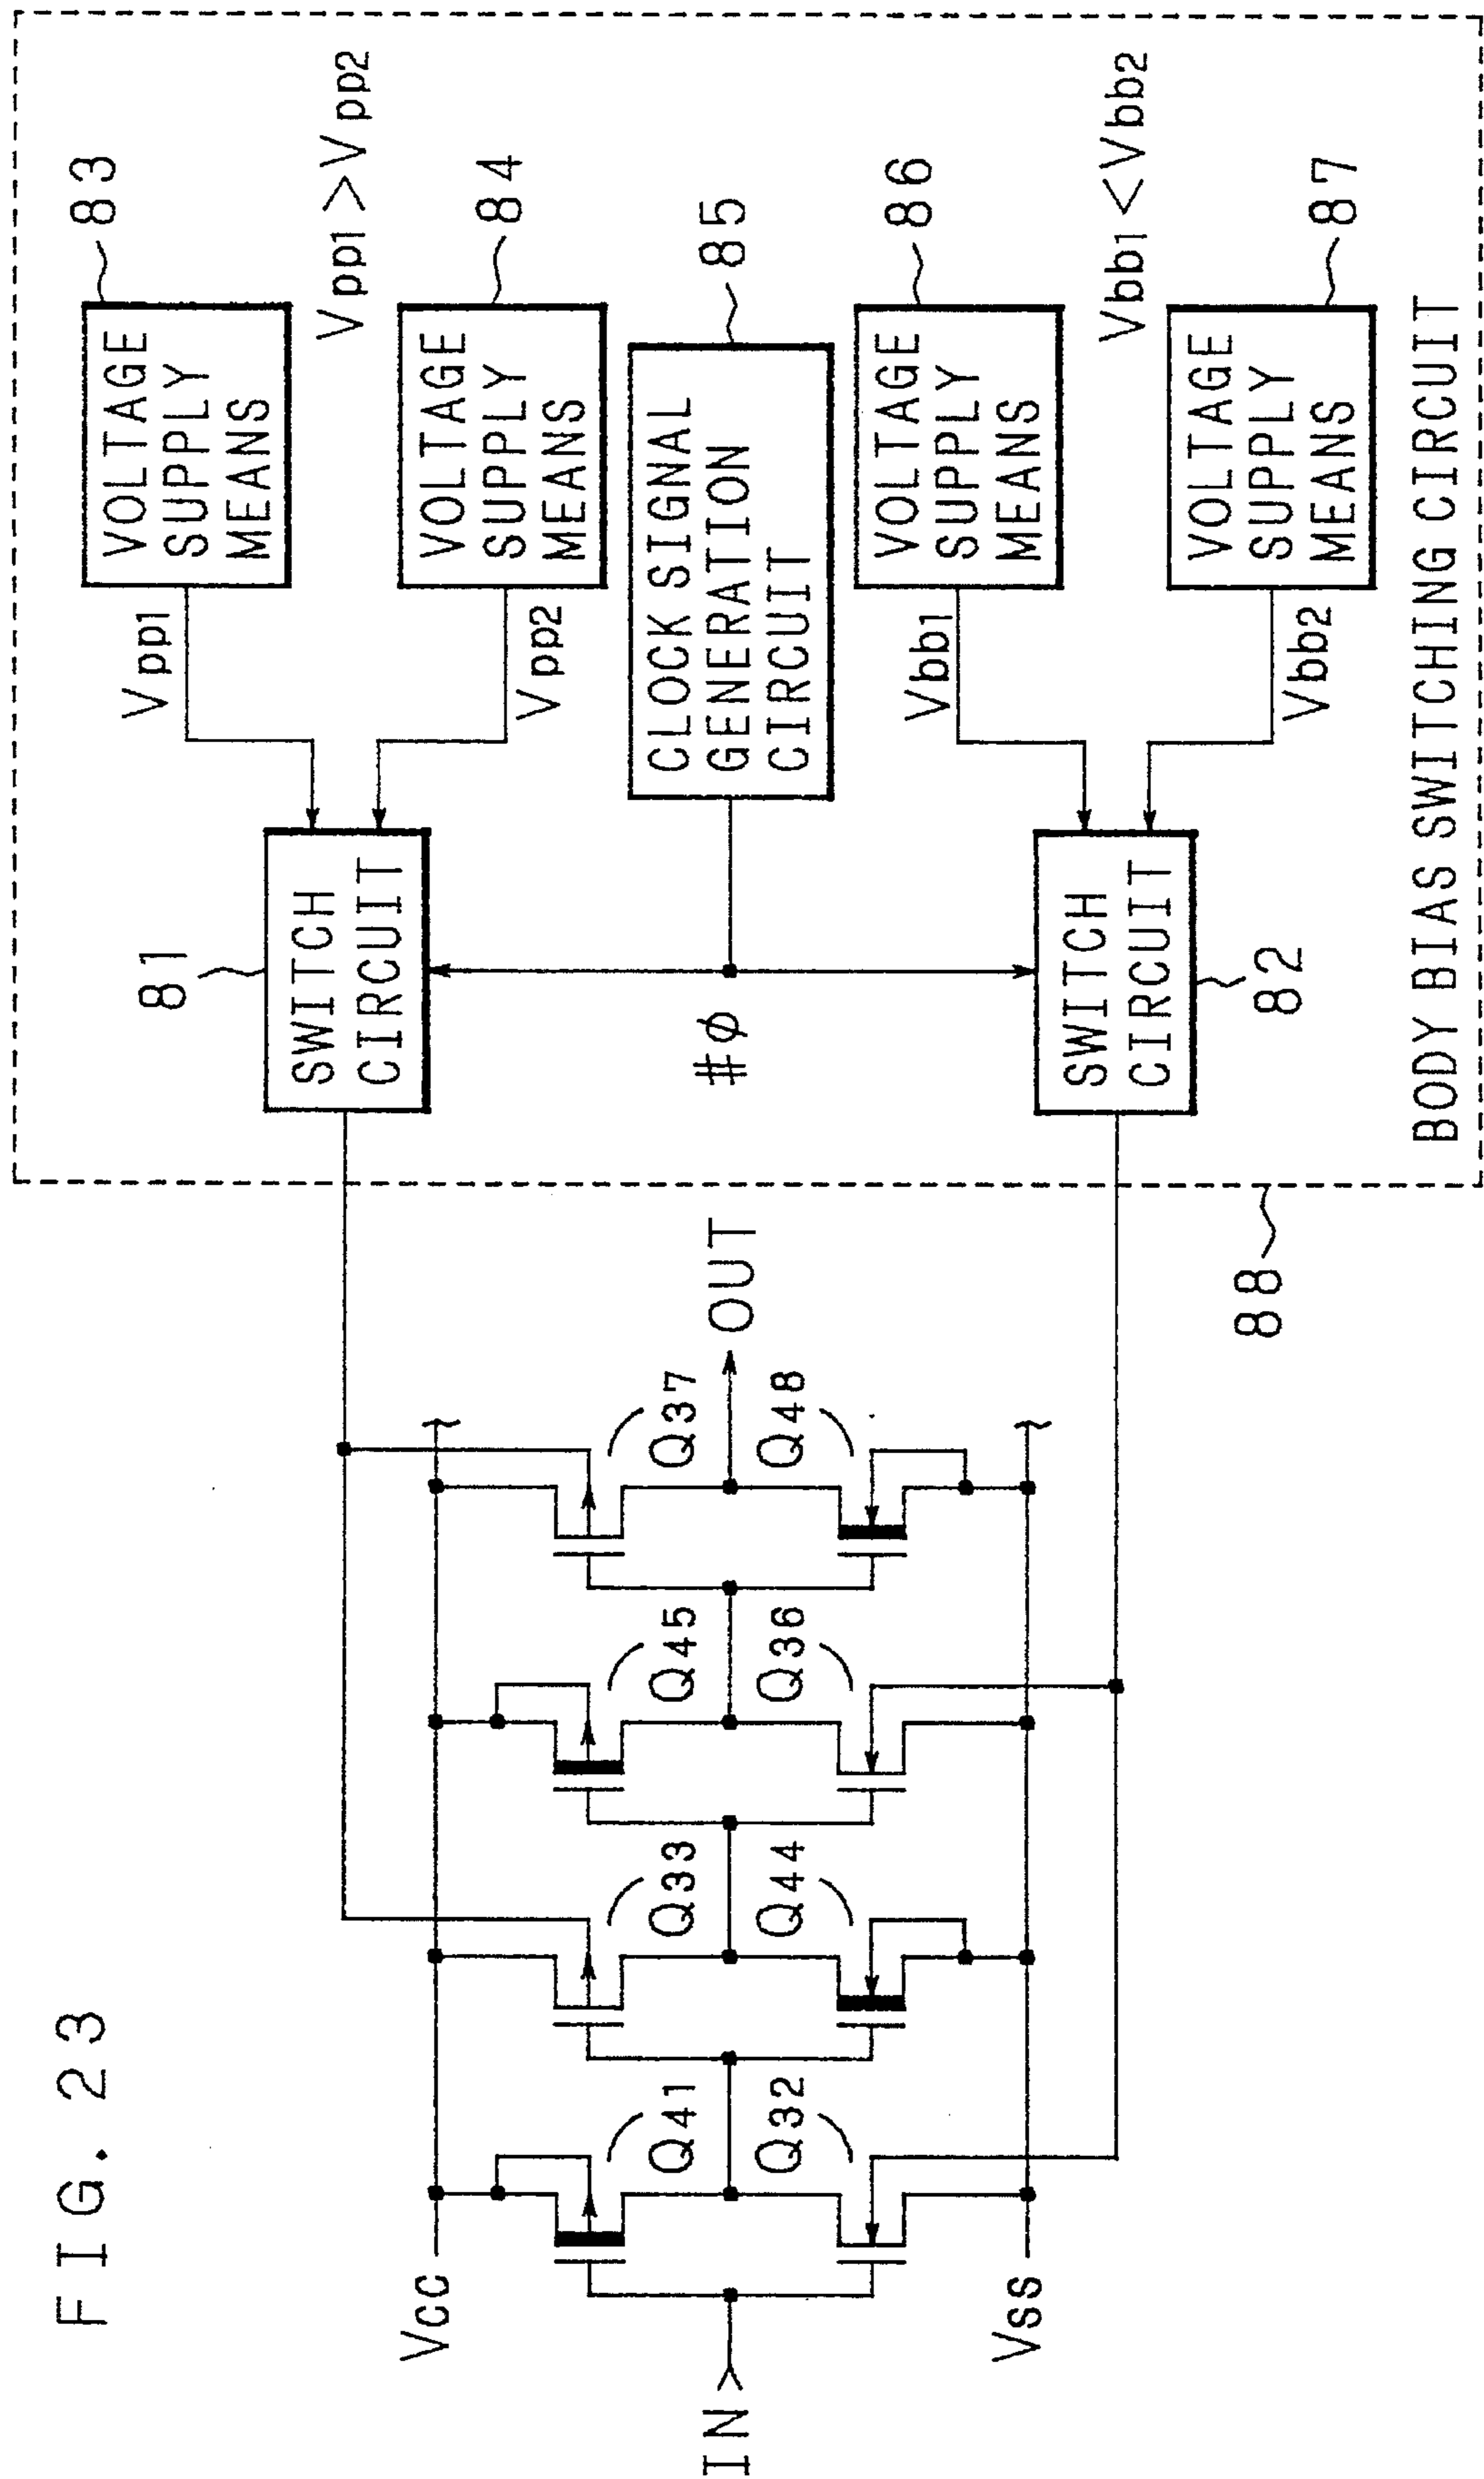 FIG. 23
Vcc
IN
Vss
Q41
Q32
Q33
Q44
Q45
Q36
Q37
Q48
OUT
81
SWITCH
CIRCUIT
#φ
SWITCH
CIRCUIT
82
88
Vpp1
Vpp2
CLOCK SIGNAL
GENERATION
CIRCUIT
85
Vbb1
Vbb2
VOLTAGE
SUPPLY
MEANS
83
Vpp1 > Vpp2
VOLTAGE
SUPPLY
MEANS
84
VOLTAGE
SUPPLY
MEANS
86
Vbb1 < Vbb2
VOLTAGE
SUPPLY
MEANS
87
BODY BIAS SWITCHING CIRCUIT